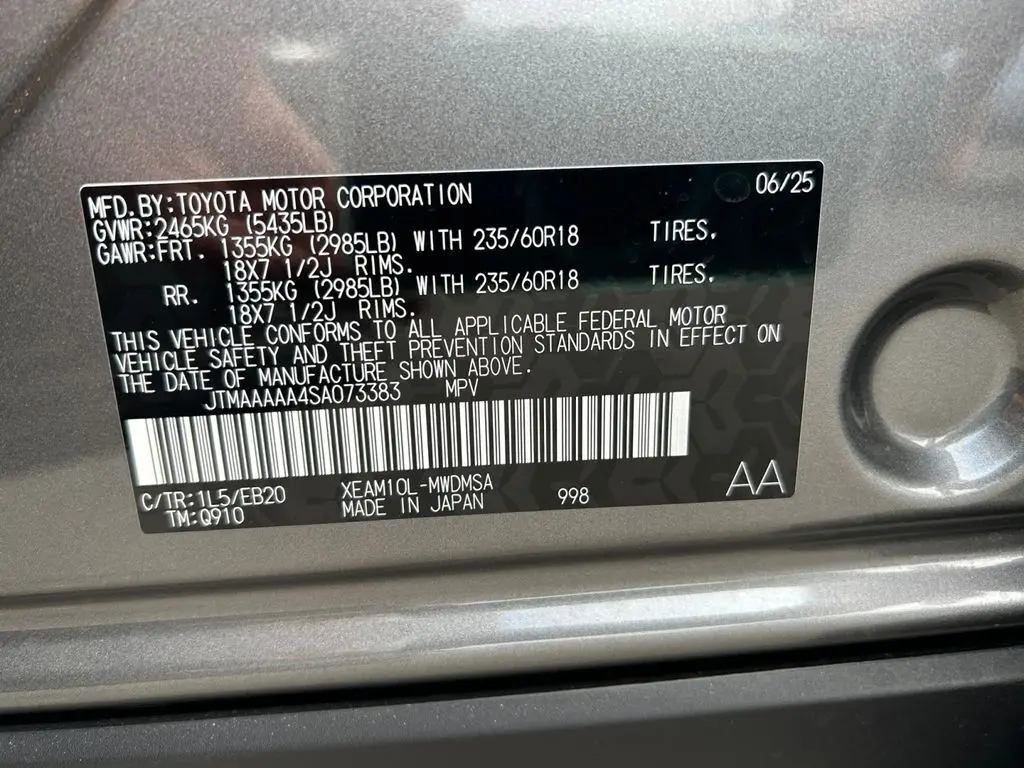 06/25
MFD.BY:TOYOTA MOTOR CORPORATION
GVWR:2465KG (5435LB)
GAWR:FRT. 1355KG (2985LB) WITH 235/60R18 TIRES.
18X7 1/2J RIMS.
RR. 1355KG (2985LB) WITH 235/60R18 TIRES.
18X7 1/2J RIMS.
THIS VEHICLE CONFORMS TO ALL APPLICABLE FEDERAL MOTOR
VEHICLE SAFETY AND THEFT PREVENTION STANDARDS IN EFFECT ON
THE DATE OF MANUFACTURE SHOWN ABOVE.
JTMAAAAA4SA073383 MPV
C/TR:1L5/EB20 XEAM10L-MWDMSA 998 AA
TM:Q910 MADE IN JAPAN